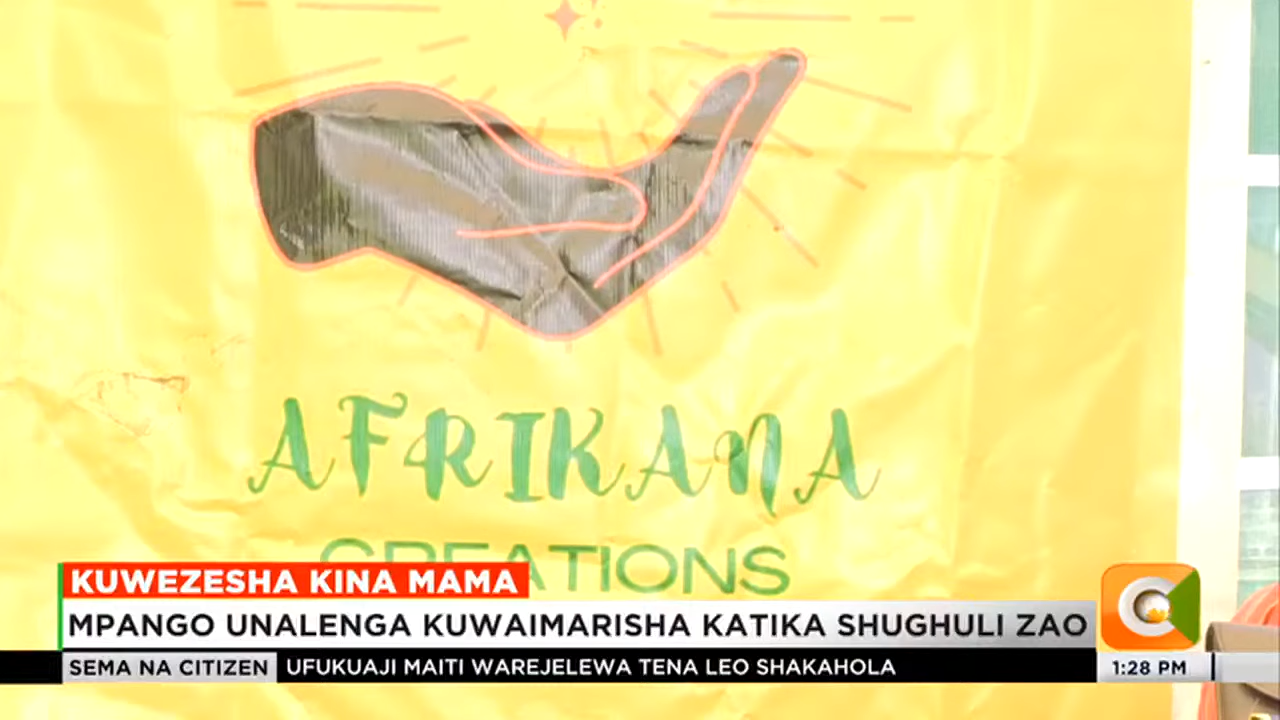 AFRIKANA
CREATIONS
KUWEZESHA KINA MAMA
MPANGO UNALENGA KUWAIMARISHA KATIKA SHUGHULI ZAO
SEMA NA CITIZEN UFUKUAJI MAITI WAREJELEWA TENA LEO SHAKAHOLA
1:28 PM